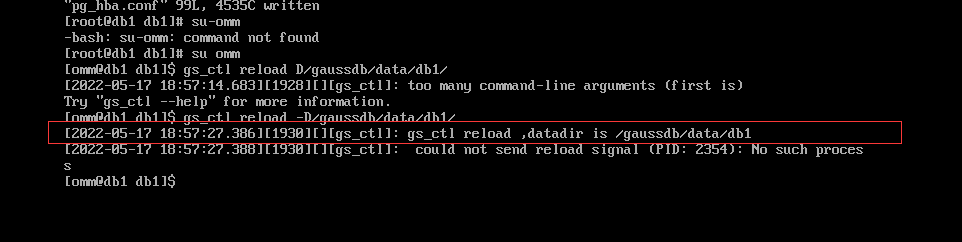 "pg_hba.conf" 99L, 4535C written
[root@db1 db1]# su-omm
-bash: su-omm: command not found
[root@db1 db1]# su omm
[omm@db1 db1]$ gs_ctl reload D/gaussdb/data/db1/
[2022-05-17 18:57:14.683][1928][][gs_ctl]: too many command-line arguments (first is)
Try "gs_ctl --help" for more information.
[omm@db1 db1]$ gs_ctl reload -D/gaussdb/data/db1/
[2022-05-17 18:57:27.386][1930][][gs_ctl]: gs_ctl reload ,datadir is /gaussdb/data/db1
[2022-05-17 18:57:27.388][1930][][gs_ctl]:  could not send reload signal (PID: 2354): No such proces
s
[omm@db1 db1]$